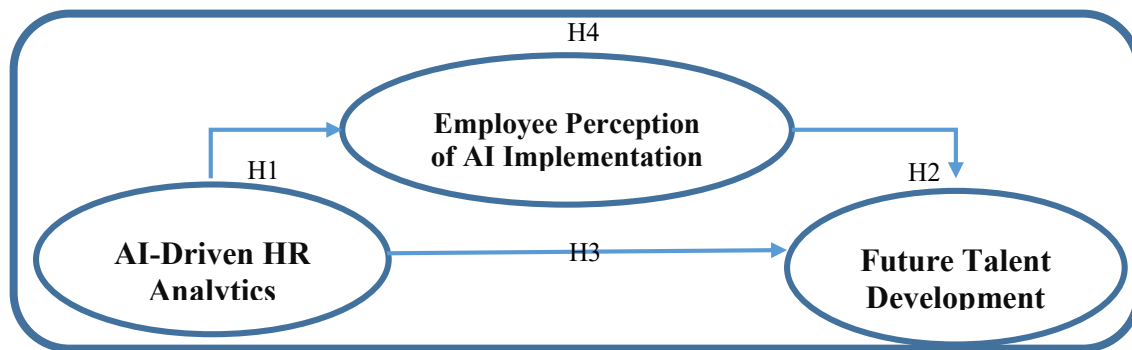 H4
Employee Perception
of AI Implementation
H1
H2
AI-Driven HR
Analytics
H3
Future Talent
Development